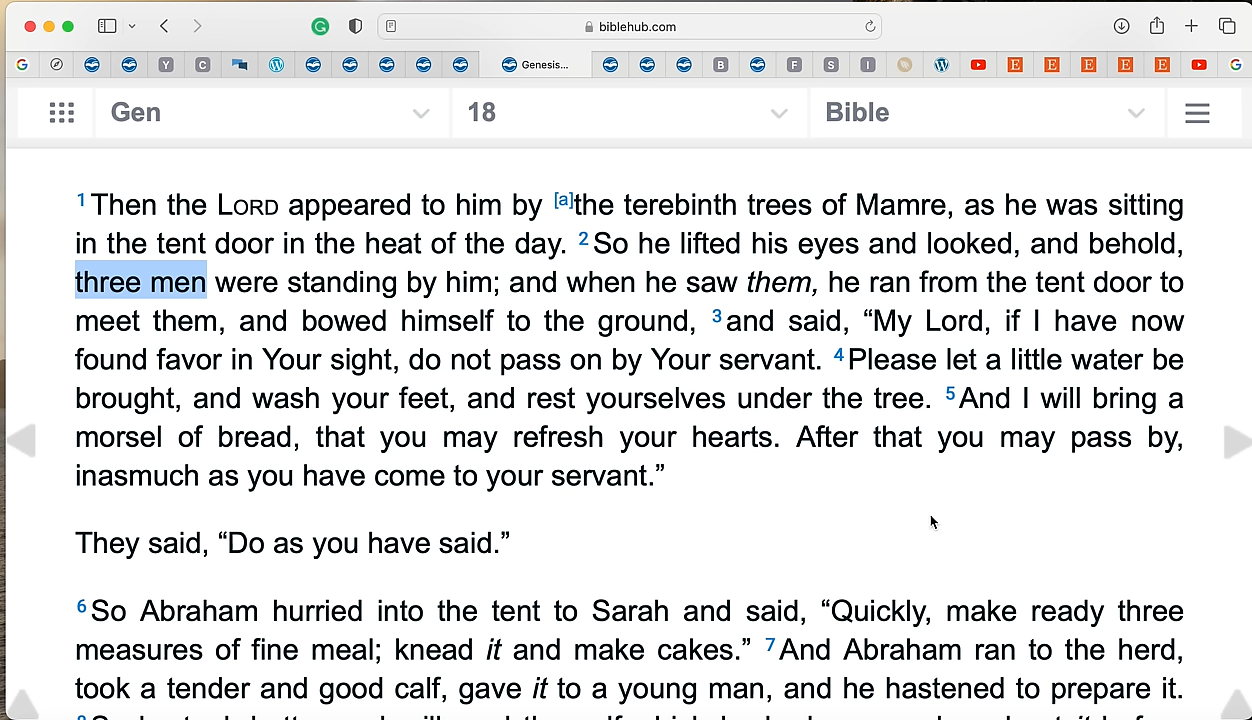 biblehub.com
Y C Genesis... B F S I E E E E E
Gen 18 Bible
1 Then the LORD appeared to him by [a]the terebinth trees of Mamre, as he was sitting
in the tent door in the heat of the day. 2 So he lifted his eyes and looked, and behold,
three men were standing by him; and when he saw them, he ran from the tent door to
meet them, and bowed himself to the ground, 3 and said, “My Lord, if I have now
found favor in Your sight, do not pass on by Your servant. 4 Please let a little water be
brought, and wash your feet, and rest yourselves under the tree. 5 And I will bring a
morsel of bread, that you may refresh your hearts. After that you may pass by,
inasmuch as you have come to your servant.”
They said, “Do as you have said.”
6 So Abraham hurried into the tent to Sarah and said, “Quickly, make ready three
measures of fine meal; knead it and make cakes.” 7 And Abraham ran to the herd,
took a tender and good calf, gave it to a young man, and he hastened to prepare it.